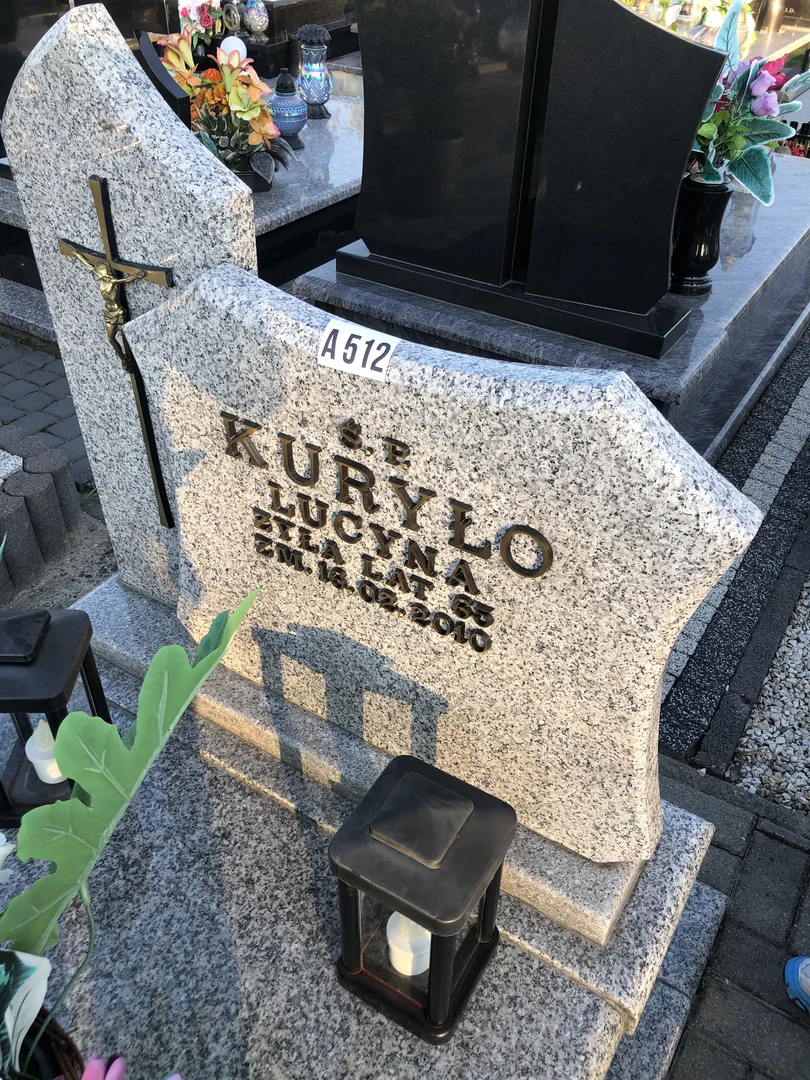 A 512
Ś. P.
KURYŁO
LUCYNA
ŻYŁA LAT 65
ZM. 16.02.2010